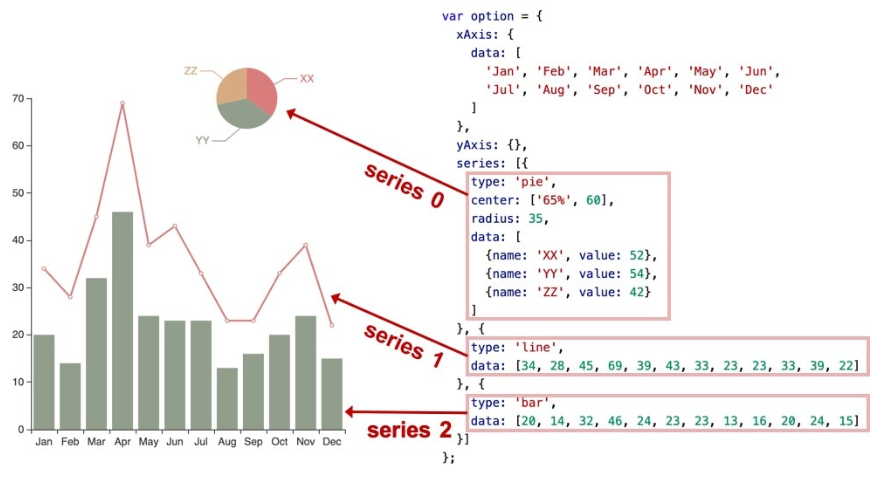 var option = {
xAxis: {
data: [
'Jan', 'Feb', 'Mar', 'Apr', 'May', 'Jun',
'Jul', 'Aug', 'Sep', 'Oct', 'Nov', 'Dec'
]
},
yAxis: {},
series: [{
type: 'pie',
center: ['65%', 60],
radius: 35,
data: [
{name: 'XX', value: 52},
{name: 'YY', value: 54},
{name: 'ZZ', value: 42}
]
}, {
type: 'line',
data: [34, 28, 45, 69, 39, 43, 33, 23, 23, 33, 39, 22]
}, {
type: 'bar',
data: [20, 14, 32, 46, 24, 23, 23, 13, 16, 20, 24, 15]
}]
};
ZZ
XX
YY
series 0
series 1
series 2
70
60
50
40
30
20
10
0
Jan Feb Mar Apr May Jun Jul Aug Sep Oct Nov Dec